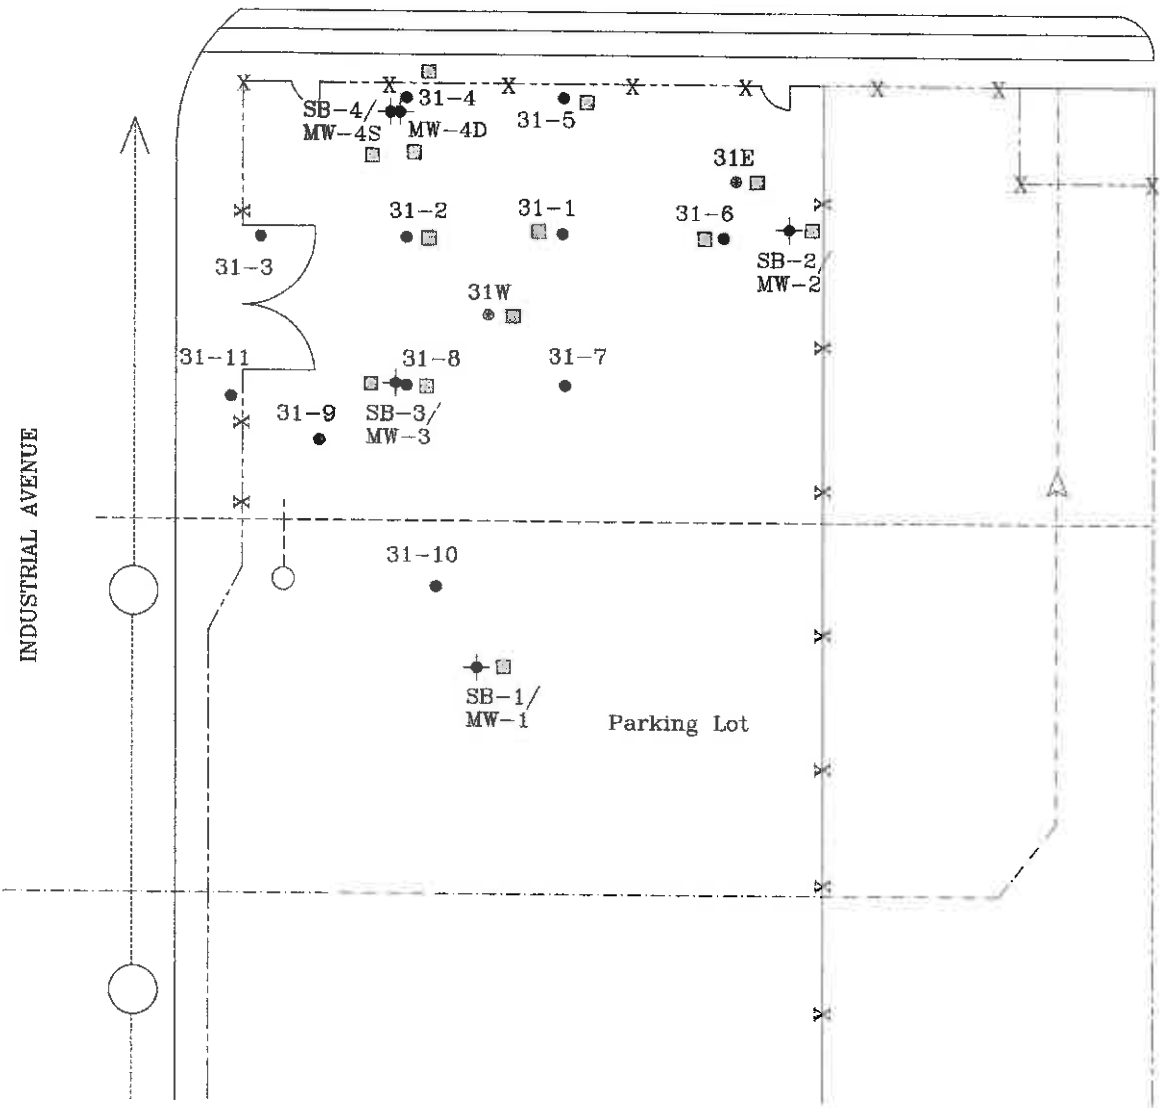 31-4
SB-4/
MW-4S
MW-4D
31-5
31E
31-2
31-1
31-6
31-3
SB-2/
MW-2
31W
31-11
31-8
31-7
31-9
SB-3/
MW-3
INDUSTRIAL AVENUE
31-10
SB-1/
MW-1
Parking Lot